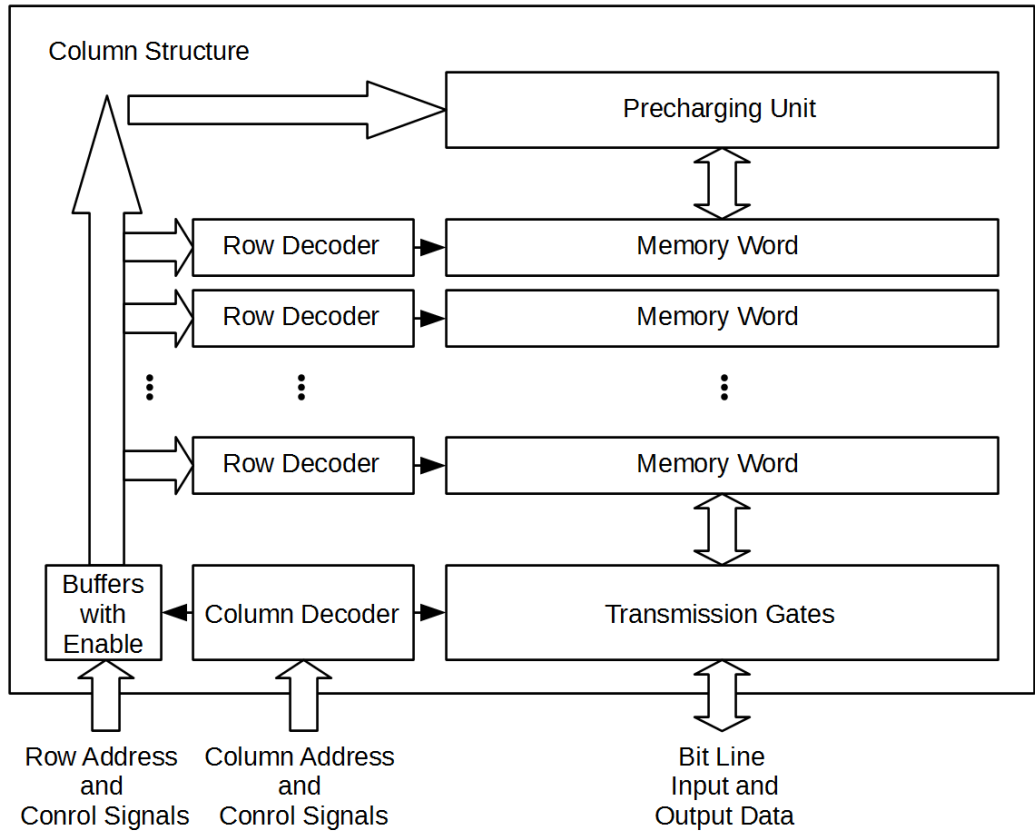 Column Structure
Precharging Unit
Row Decoder
Memory Word
Row Decoder
Memory Word
Row Decoder
Memory Word
Buffers
with
Enable
Column Decoder
Transmission Gates
Row Address
and
Conrol Signals
Column Address
and
Conrol Signals
Bit Line
Input and
Output Data